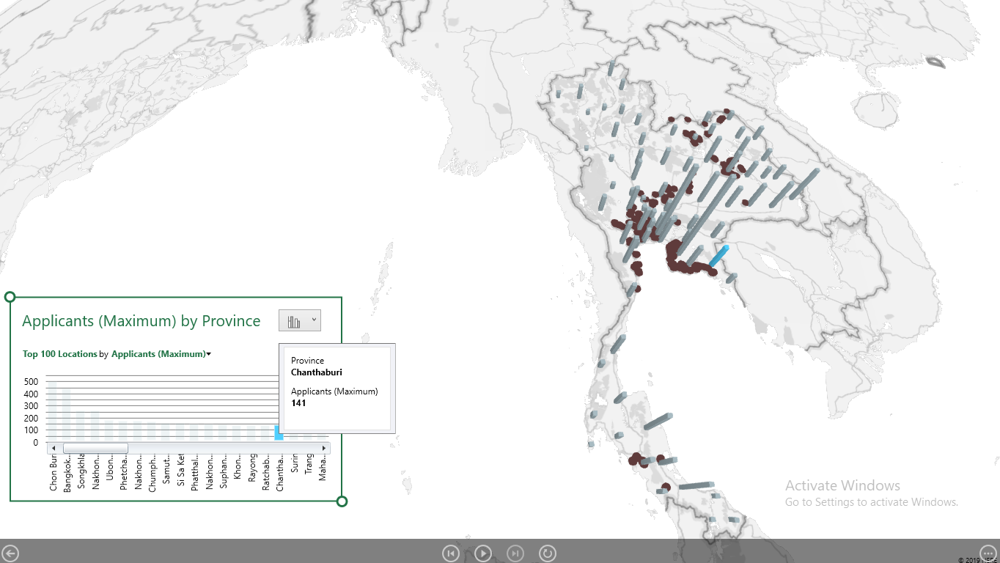 Applicants (Maximum) by Province
Top 100 Locations by Applicants (Maximum)
Province
Chanthaburi
Applicants (Maximum)
141
500
400
300
200
100
0
Chon Buri
Bangkok...
Songkhla
Nakhon...
Ubon...
Phetcha...
Nakhon...
Chumph...
Samut...
Si Sa Ket
Phatthal...
Nakhon...
Suphan...
Khon...
Rayong
Ratchab...
Chantha...
Surin
Trang
Maha...
Activate Windows
Go to Settings to activate Windows.
© 2019 HERE